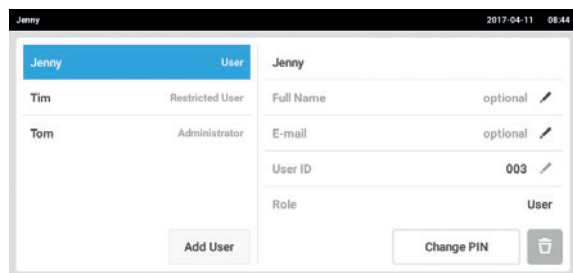 Jenny 2017-04-11 08:44
Jenny User
Tim Restricted User
Tom Administrator
Add User
Jenny
Full Name optional
E-mail optional
User ID 003
Role User
Change PIN